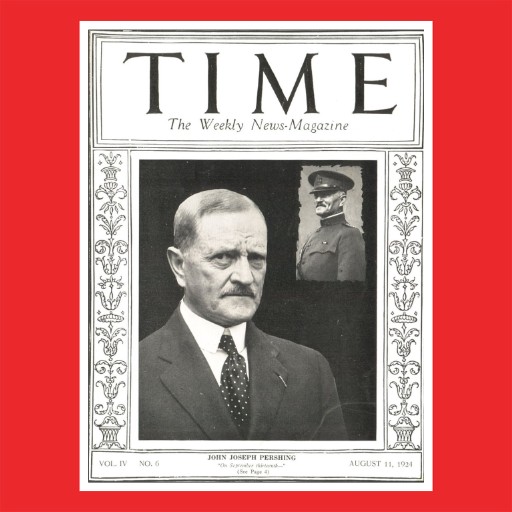 TIME
The Weekly News-Magazine
JOHN JOSEPH PERSHING
"On September thirteenth—"
(See Page 4)
VOL. IV NO. 6 AUGUST 11, 1924